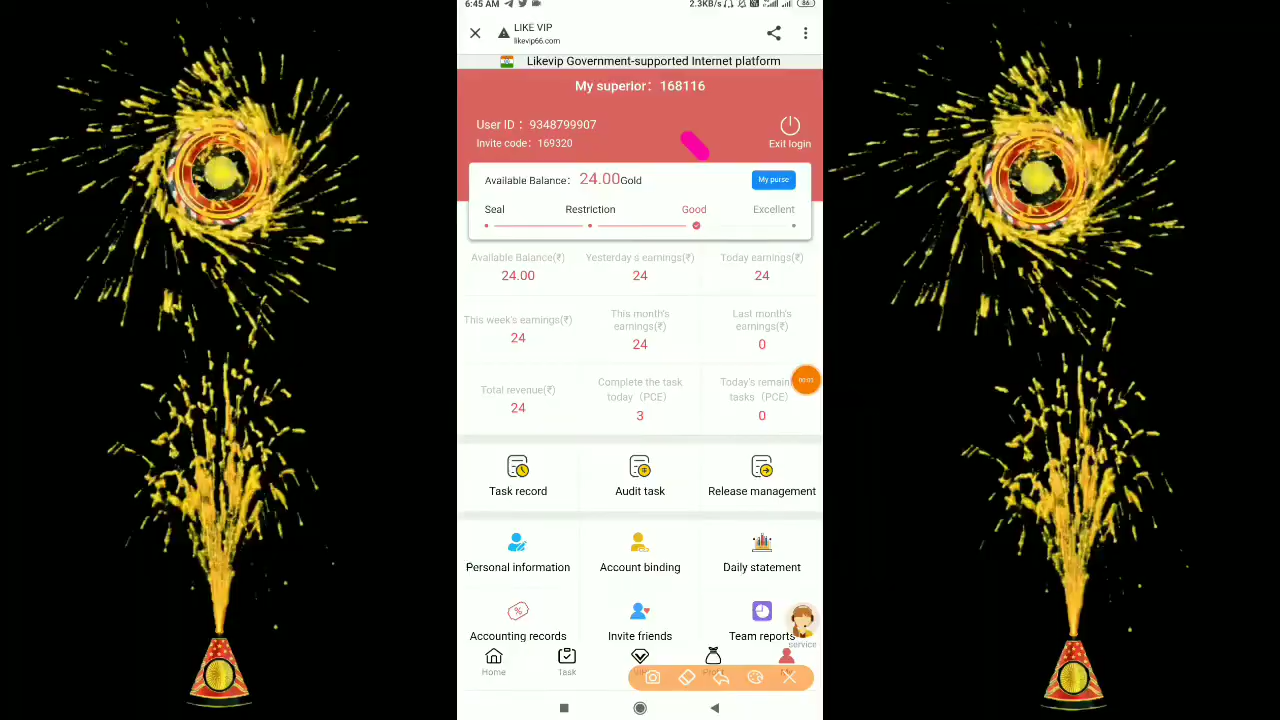 6:45 AM
2.3KB/s
86
LIKE VIP
likevip66.com
Likevip Government-supported Internet platform
My superior: 168116
User ID : 9348799907
Invite code: 169320
Exit login
Available Balance: 24.00Gold
My purse
Seal
Restriction
Good
Excellent
Available Balance(₹)
Yesterday s earnings(₹)
Today earnings(₹)
24.00
24
24
This week's earnings(₹)
This month's
earnings(₹)
Last month's
earnings(₹)
24
24
0
Total revenue(₹)
Complete the task
today (PCE)
Today's remain
tasks (PCE)
24
3
0
Task record
Audit task
Release management
Personal information
Account binding
Daily statement
Accounting records
Invite friends
Team reports
service
Home
Task